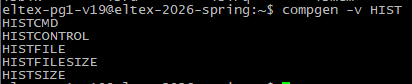 eltex-pg1-v19@eltex-2026-spring:~$ compgen -v HIST
HISTCMD
HISTCONTROL
HISTFILE
HISTFILESIZE
HISTSIZE